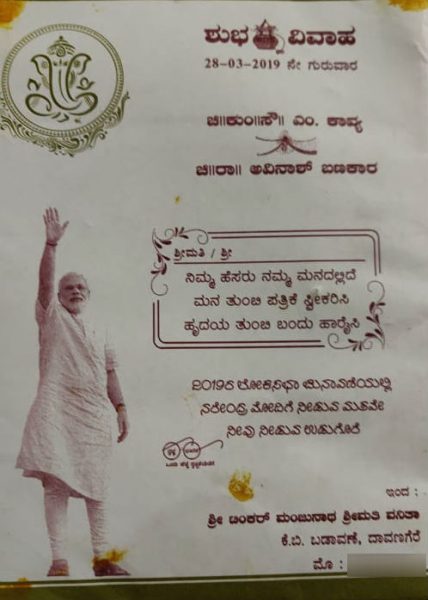 ಶುಭ ವಿವಾಹ
28-03-2019 ನೇ ಗುರುವಾರ
ಚಿ||ಕುಂ||ಸೌ|| ಎಂ. ಕಾವ್ಯ
ಚಿ||ರಾ|| ಅವಿನಾಶ್ ಬಣಕಾರ
ಶ್ರೀಮತಿ / ಶ್ರೀ
ನಿಮ್ಮ ಹೆಸರು ನಮ್ಮ ಮನದಲ್ಲಿದೆ
ಮನ ತುಂಬಿ ಪತ್ರಿಕೆ ಸ್ವೀಕರಿಸಿ
ಹೃದಯ ತುಂಬಿ ಬಂದು ಹಾರೈಸಿ
2019ರ ಲೋಕಸಭಾ ಚುನಾವಣೆಯಲ್ಲಿ
ನರೇಂದ್ರ ಮೋದಿಗೆ ನೀಡುವ ಮತವೇ
ನೀವು ನೀಡುವ ಉಡುಗೊರೆ
ಇಂದ :
ಶ್ರೀ ಟಂಕರ್ ಮಂಜುನಾಥ ಶ್ರೀಮತಿ ವನಿತಾ
ಕೆ.ಬಿ. ಬಡಾವಣೆ, ದಾವಣಗೆರೆ
ಮೊ :